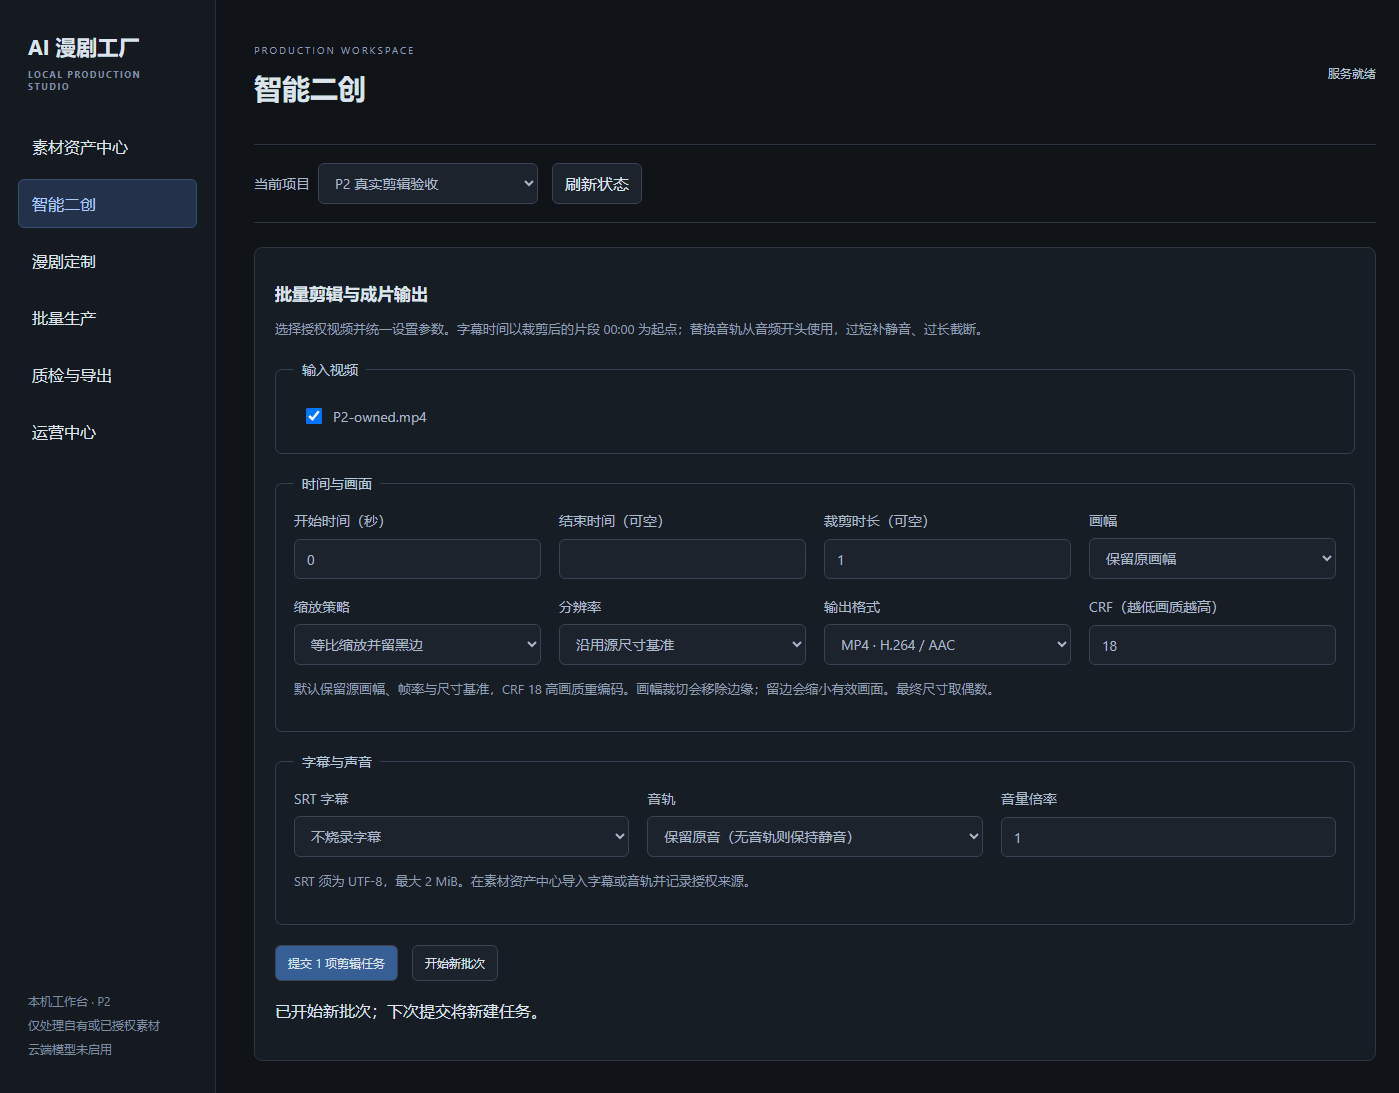 AI 漫剧工厂
LOCAL PRODUCTION
STUDIO
素材资产中心
智能二创
漫剧定制
批量生产
质检与导出
运营中心
本机工作台 · P2
仅处理自有或已授权素材
云端模型未启用
PRODUCTION WORKSPACE
智能二创
服务就绪
当前项目 P2 真实剪辑验收 刷新状态
批量剪辑与成片输出
选择授权视频并统一设置参数。字幕时间以裁剪后的片段 00:00 为起点；替换音轨从音频开头使用，过短补静音、过长截断。
输入视频
P2-owned.mp4
时间与画面
开始时间（秒） 结束时间（可空） 裁剪时长（可空） 画幅
0 1 保留原画幅
缩放策略 分辨率 输出格式 CRF（越低画质越高）
等比缩放并留黑边 沿用源尺寸基准 MP4 · H.264 / AAC 18
默认保留源画幅、帧率与尺寸基准，CRF 18 高画质重编码。画幅裁切会移除边缘；留边会缩小有效画面。最终尺寸取偶数。
字幕与声音
SRT 字幕 音轨 音量倍率
不烧录字幕 保留原音（无音轨则保持静音） 1
SRT 须为 UTF-8，最大 2 MiB。在素材资产中心导入字幕或音轨并记录授权来源。
提交 1 项剪辑任务 开始新批次
已开始新批次；下次提交将新建任务。